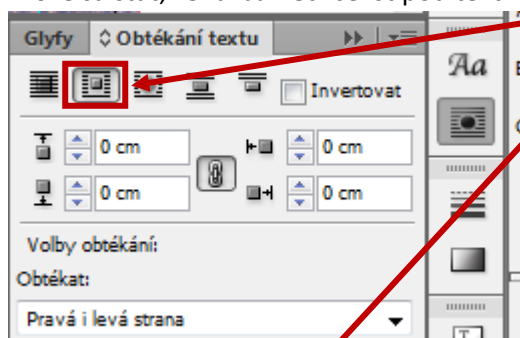 Glyfy Obtékání textu
Invertovat
0 cm 0 cm
0 cm 0 cm
Volby obtékání:
Obtékat:
Pravá i levá strana
Aa
T